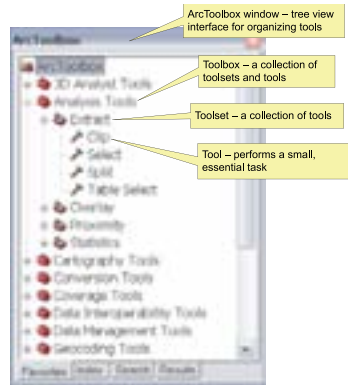 ArcToolbox window – tree view
interface for organizing tools
ArcToolbox
Toolbox – a collection of
toolsets and tools
ArcToolbox
3D Analyst Tools
Analysis Tools
Toolset – a collection of tools
Extract
Clip
Tool – performs a small,
essential task
Select
Split
Table Select
Overlay
Proximity
Statistics
Cartography Tools
Conversion Tools
Coverage Tools
Data Interoperability Tools
Data Management Tools
Geocoding Tools
Favorites Index Search Results